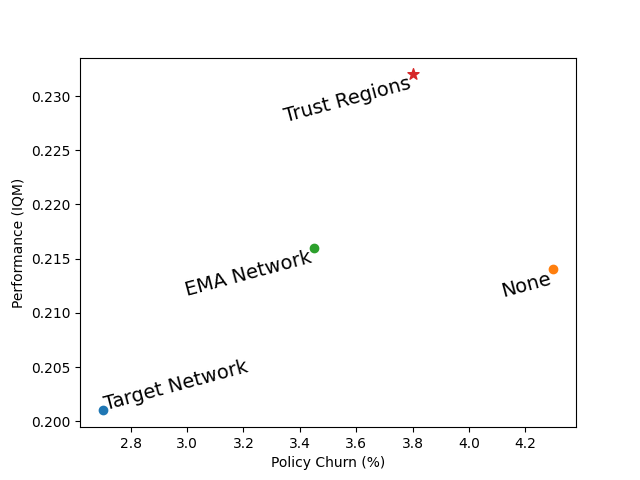 Trust Regions
EMA Network
None
Target Network
0.230
0.225
0.220
0.215
0.210
0.205
0.200
Performance (IQM)
2.8 3.0 3.2 3.4 3.6 3.8 4.0 4.2
Policy Churn (%)